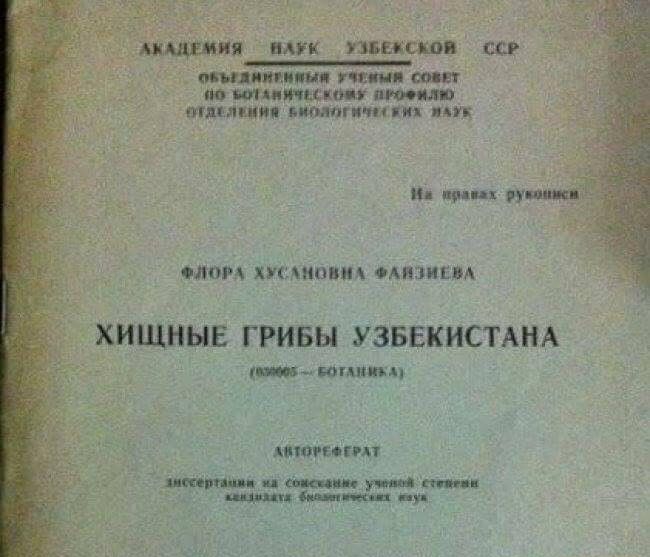 АКАДЕМИЯ НАУК УЗБЕКСКОЙ ССР
ОБЪЕДИНЕННЫЙ УЧЕНЫЙ СОВЕТ
ПО БОТАНИЧЕСКОМУ ПРОФИЛЮ
ОТДЕЛЕНИЯ БИОЛОГИЧЕСКИХ НАУК
На правах рукописи
ФЛОРА ХУСАНОВНА ФАЙЗИЕВА
ХИЩНЫЕ ГРИБЫ УЗБЕКИСТАНА
(030005 — БОТАНИКА)
АВТОРЕФЕРАТ
диссертации на соискание ученой степени
кандидата биологических наук